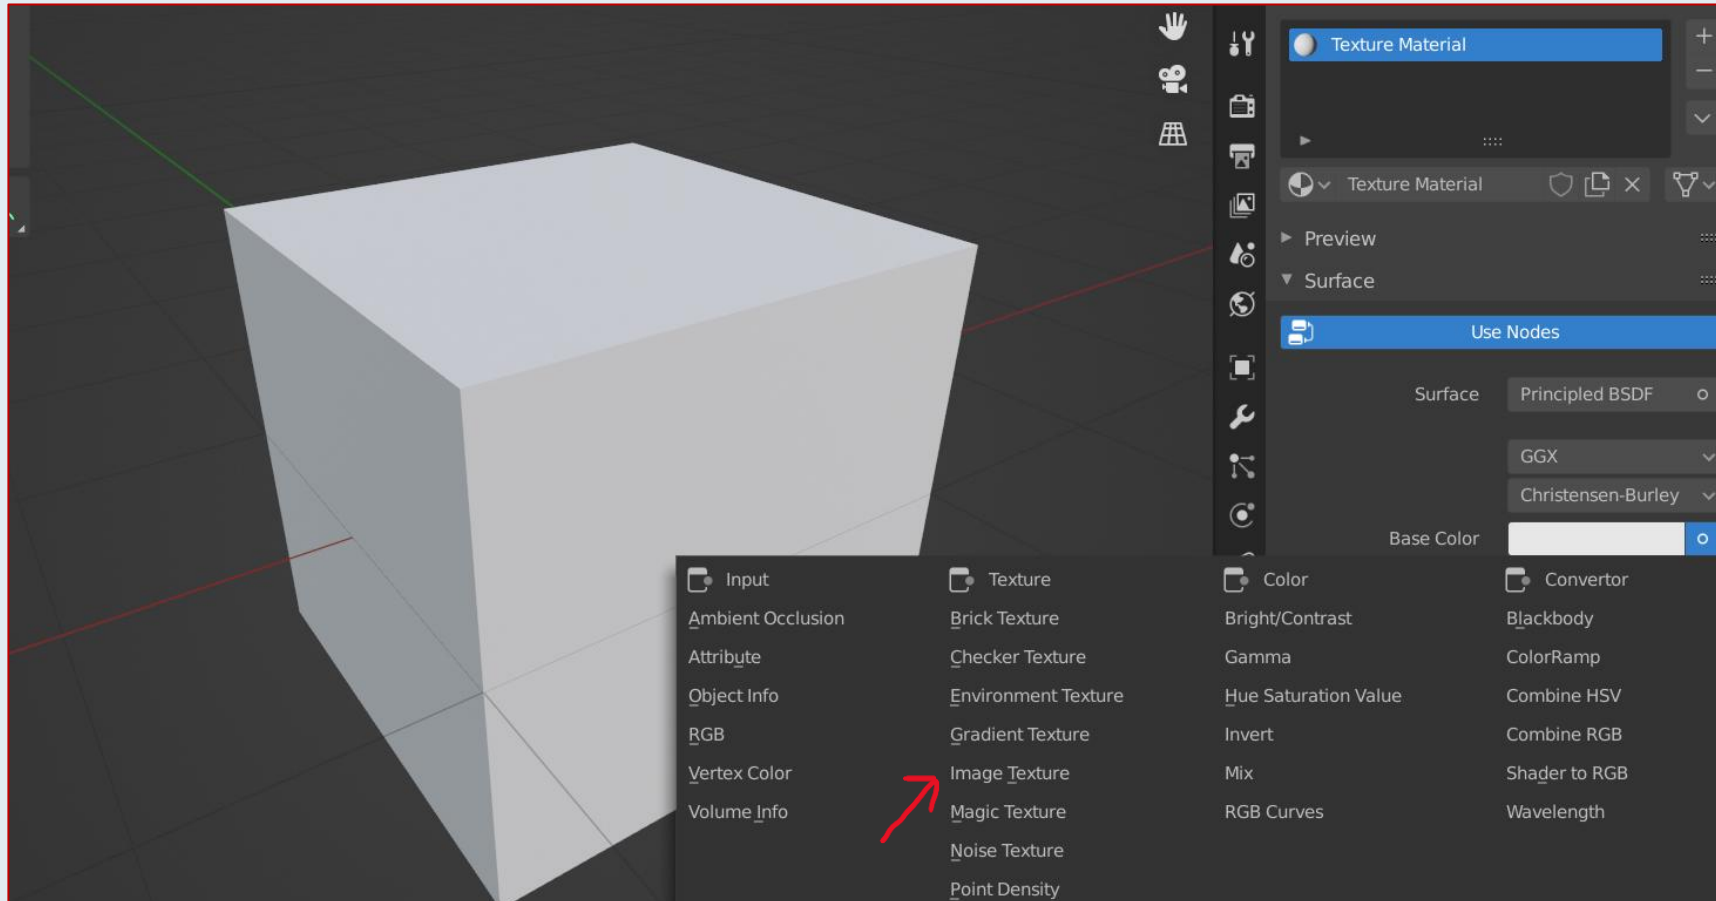 Texture Material
Texture Material
Preview
Surface
Use Nodes
Surface Principled BSDF
GGX
Christensen-Burley
Base Color
Input
Ambient Occlusion
Attribute
Object Info
RGB
Vertex Color
Volume Info
Texture
Brick Texture
Checker Texture
Environment Texture
Gradient Texture
Image Texture
Magic Texture
Noise Texture
Point Density
Color
Bright/Contrast
Gamma
Hue Saturation Value
Invert
Mix
RGB Curves
Convertor
Blackbody
ColorRamp
Combine HSV
Combine RGB
Shader to RGB
Wavelength